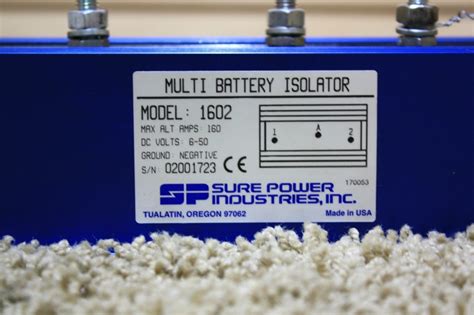 MULTI BATTERY ISOLATOR
MODEL: 1602
MAX ALT AMPS: 160
DC VOLTS: 6-50
GROUND: NEGATIVE
S/N 02001723 CE
1 A 2
170053
SP SURE POWER
INDUSTRIES, INC.
TUALATIN, OREGON 97062
Made in USA